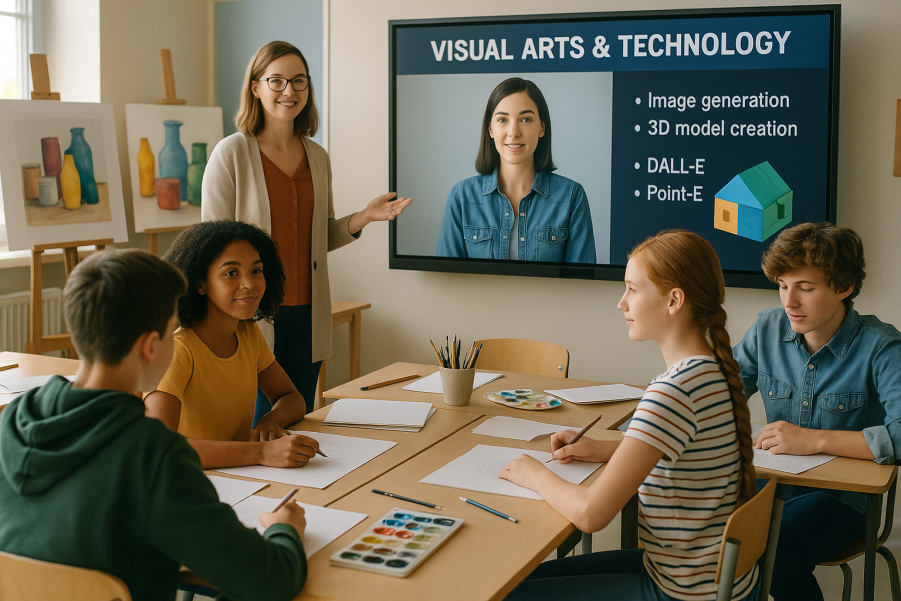 VISUAL ARTS & TECHNOLOGY
• Image generation
• 3D model creation
• DALL-E
• Point-E